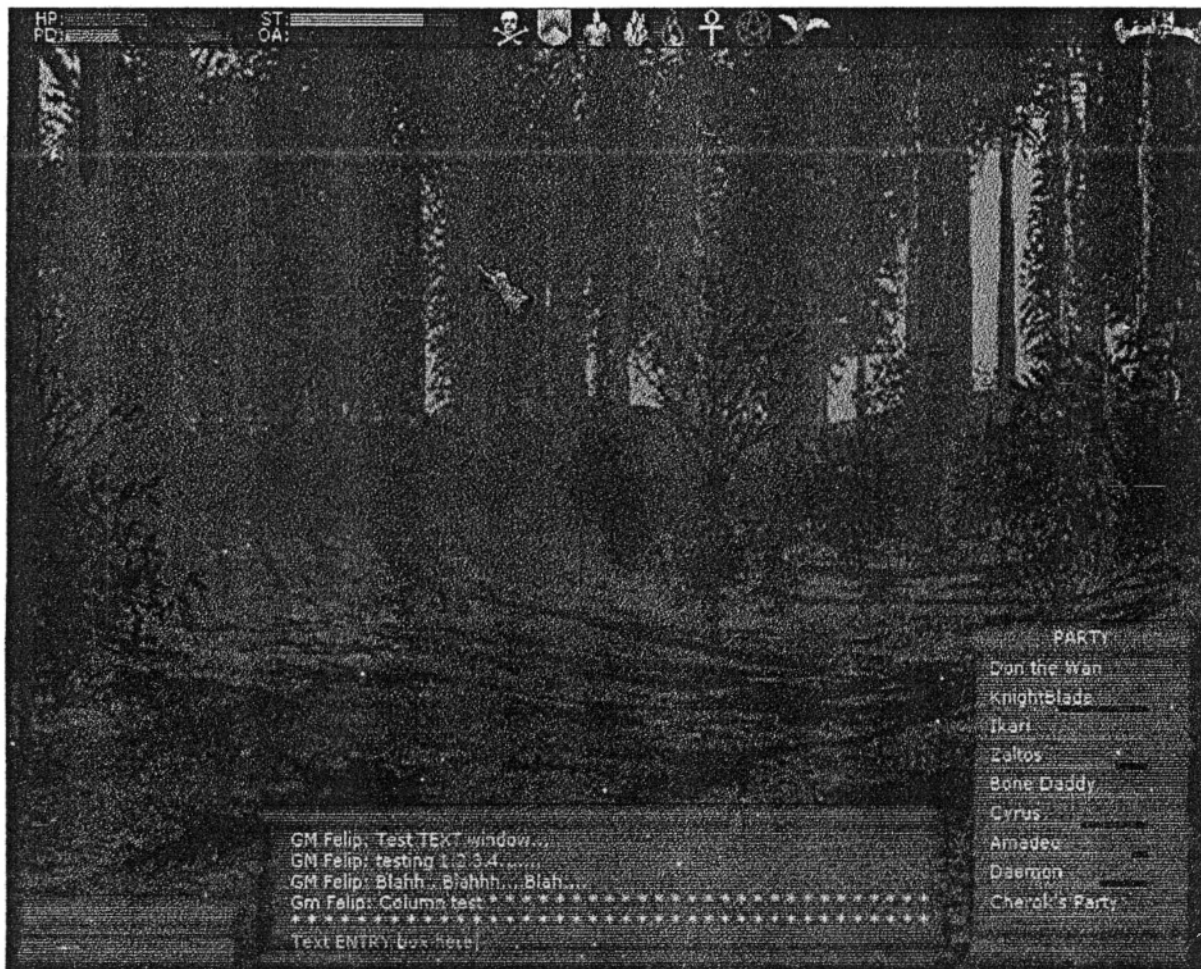 HP:
ST:
PD:
OA:
PARTY
Don the Wan
KnightBlade
Ikari
Zaltos
Bone Daddy
Cyrus
Amadeo
Daemon
Cherok's Party
GM Felip: Test TEXT window...
GM Felip: testing 1.2.3.4.......
GM Felip: Blahh...Blahhh....Blah....
Gm Felip: Column test * * * * * * * * * * * * * * * * * * * * * * * * * * *
* * * * * * * * * * * * * * * * * * * * * * * * * * * * * * * * * * * * * * *
Text ENTRY box here|